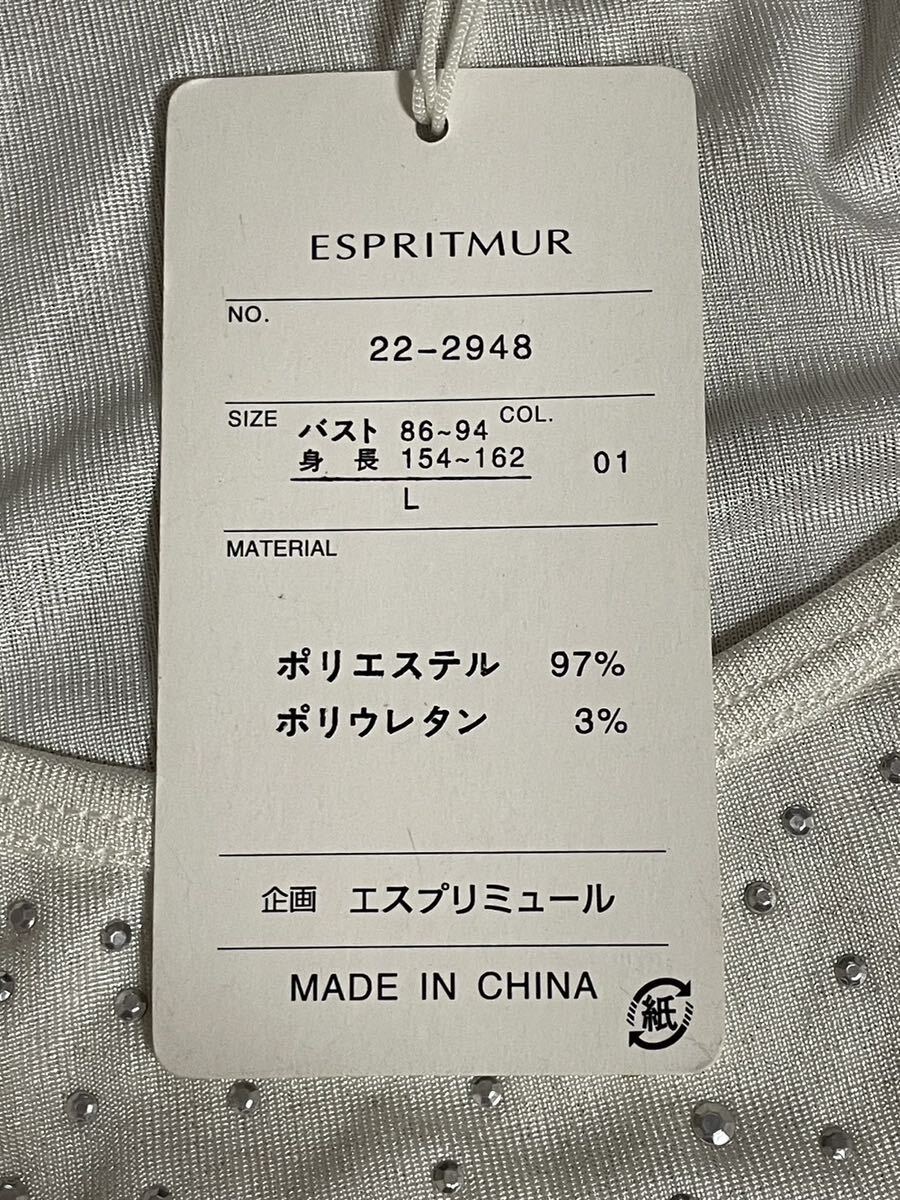 ESPRITMUR
NO.
22-2948
SIZE バスト 86~94 COL.
身長 154~162 01
L
MATERIAL
ポリエステル 97%
ポリウレタン 3%
企画 エスプリミュール
MADE IN CHINA
紙